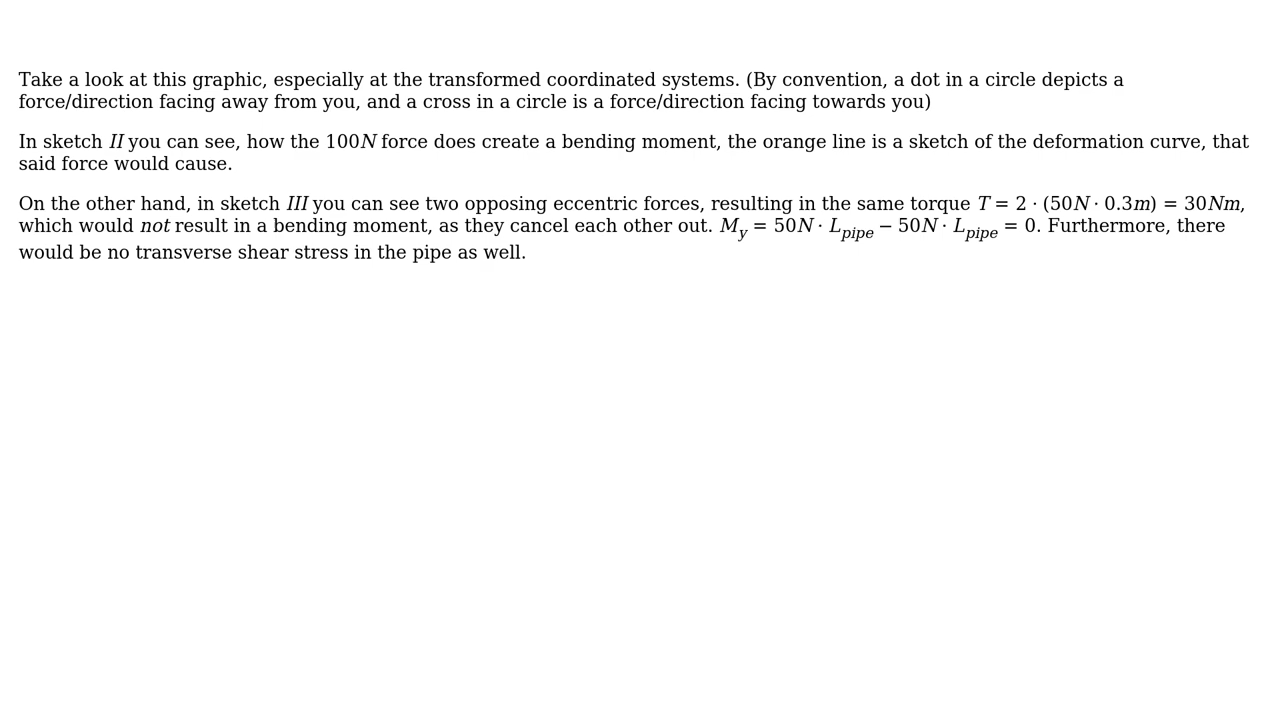 Take a look at this graphic, especially at the transformed coordinated systems. (By convention, a dot in a circle depicts a
force/direction facing away from you, and a cross in a circle is a force/direction facing towards you)
In sketch II you can see, how the 100N force does create a bending moment, the orange line is a sketch of the deformation curve, that
said force would cause.
On the other hand, in sketch III you can see two opposing eccentric forces, resulting in the same torque T = 2 · (50N · 0.3m) = 30Nm,
which would not result in a bending moment, as they cancel each other out. M_y = 50N · L_pipe − 50N · L_pipe = 0. Furthermore, there
would be no transverse shear stress in the pipe as well.